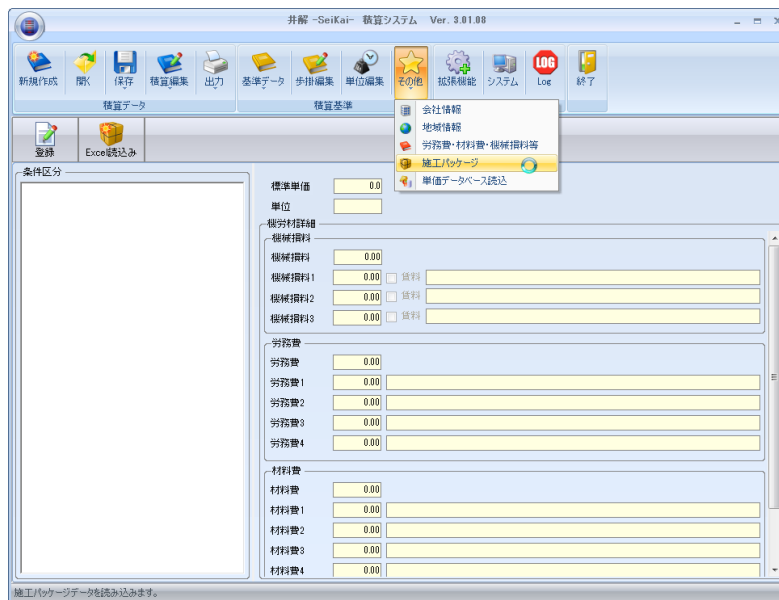 井解 -SeiKai- 積算システム Ver. 3.01.08
新規作成 開く 保存 積算編集 出力 基準データ 歩掛編集 単位編集 その他 拡張機能 システム LOG Log 終了
積算データ 積算基準
会社情報
地域情報
労務費・材料費・機械損料等
施工パッケージ
単価データベース読込
登録 Excel読込み
条件区分
標準単価 0.0
単位
機労材詳細
機械損料
機械損料 0.00
機械損料1 0.00 賃料
機械損料2 0.00 賃料
機械損料3 0.00 賃料
労務費
労務費 0.00
労務費1 0.00
労務費2 0.00
労務費3 0.00
労務費4 0.00
材料費
材料費 0.00
材料費1 0.00
材料費2 0.00
材料費3 0.00
材料費4 0.00
施工パッケージデータを読み込みます。